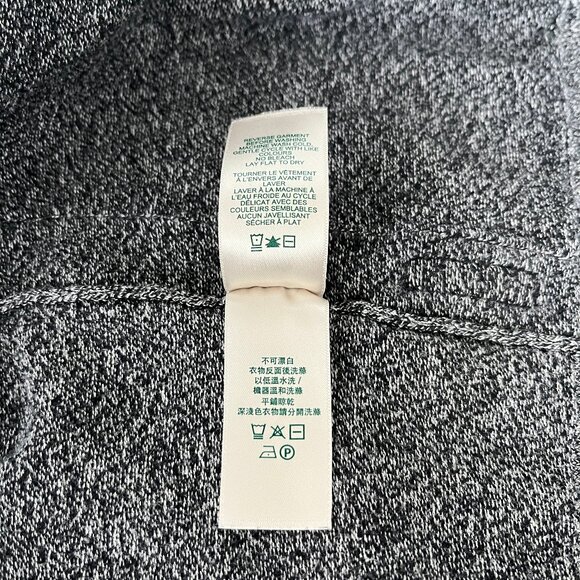 REVERSE GARMENT
BEFORE WASHING
MACHINE WASH COLD,
GENTLE CYCLE WITH LIKE
COLOURS
NO BLEACH
LAY FLAT TO DRY
TOURNER LE VÊTEMENT
À L'ENVERS AVANT DE
LAVER
LAVER À LA MACHINE À
L'EAU FROIDE AU CYCLE
DÉLICAT AVEC DES
COULEURS SEMBLABLES
AUCUN JAVELLISANT
SÉCHER À PLAT
不可漂白
衣物反面後洗滌
以低溫水洗 /
機器溫和洗滌
平鋪晾乾
深淺色衣物請分開洗滌
P